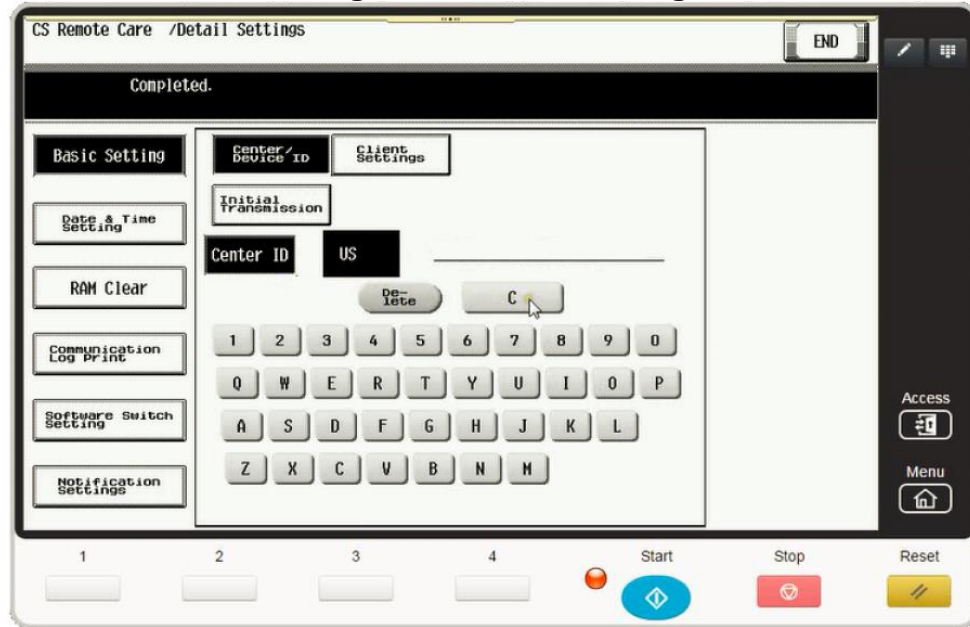 CS Remote Care /Detail Settings
END
Completed.
Basic Setting
Center/
Device ID
Client
Settings
Date & Time
Setting
Initial
Transmission
Center ID
US
RAM Clear
De-
lete
C
Communication
Log Print
1 2 3 4 5 6 7 8 9 0
Q W E R T Y U I O P
Software Switch
Setting
A S D F G H J K L
Z X C V B N M
Notification
Settings
Access
Menu
1 2 3 4 Start Stop Reset